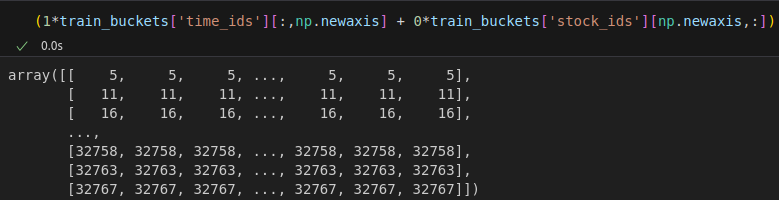 (1*train_buckets['time_ids'][:,np.newaxis] + 0*train_buckets['stock_ids'][np.newaxis,:])
✓ 0.0s
array([[    5,     5,     5, ...,     5,     5,     5],
       [   11,    11,    11, ...,    11,    11,    11],
       [   16,    16,    16, ...,    16,    16,    16],
       ...,
       [32758, 32758, 32758, ..., 32758, 32758, 32758],
       [32763, 32763, 32763, ..., 32763, 32763, 32763],
       [32767, 32767, 32767, ..., 32767, 32767, 32767]])